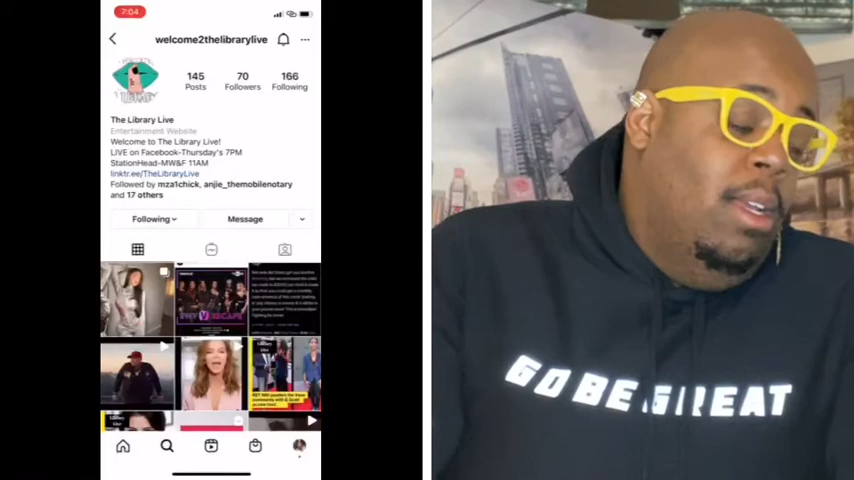 7:04
welcome2thelibrarylive
145
70
166
Posts
Followers
Following
The Library Live
Entertainment Website
Welcome to The Library Live!
LIVE on Facebook-Thursday's 7PM
StationHead-MW&F 11AM
linktr.ee/TheLibraryLive
Followed by mza1chick, anjie_themobilenotary
and 17 others
Following
Message
GO BE GREAT